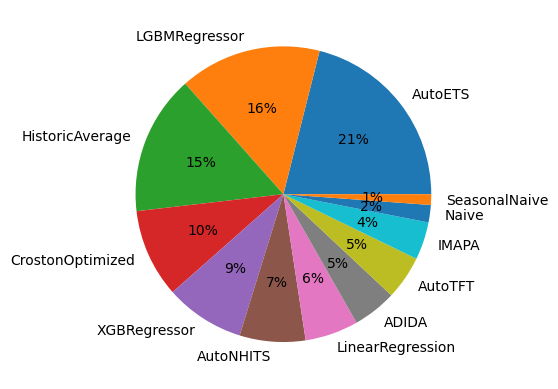 LGBMRegressor
AutoETS
16%
21%
HistoricAverage
15%
SeasonalNaive
1%
Naive
2%
4%
IMAPA
10%
CrostonOptimized
5%
AutoTFT
9%
5%
7%
6%
ADIDA
XGBRegressor
LinearRegression
AutoNHITS